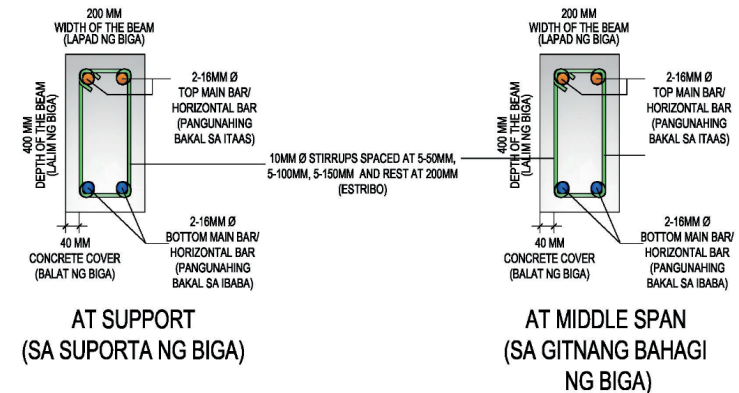 200 MM
WIDTH OF THE BEAM
(LAPAD NG BIGA)
400 MM
DEPTH OF THE BEAM
(LALIM NG BIGA)
2-16MM Ø
TOP MAIN BAR/
HORIZONTAL BAR
(PANGUNAHING
BAKAL SA ITAAS)
2-16MM Ø
BOTTOM MAIN BAR/
HORIZONTAL BAR
(PANGUNAHING
BAKAL SA IBABA)
40 MM
CONCRETE COVER
(BALAT NG BIGA)
AT SUPPORT
(SA SUPORTA NG BIGA)
10MM Ø STIRRUPS SPACED AT 5-50MM,
5-100MM, 5-150MM AND REST AT 200MM
(ESTRIBO)
200 MM
WIDTH OF THE BEAM
(LAPAD NG BIGA)
400 MM
DEPTH OF THE BEAM
(LALIM NG BIGA)
2-16MM Ø
TOP MAIN BAR/
HORIZONTAL BAR
(PANGUNAHING
BAKAL SA ITAAS)
2-16MM Ø
BOTTOM MAIN BAR/
HORIZONTAL BAR
(PANGUNAHING
BAKAL SA IBABA)
40 MM
CONCRETE COVER
(BALAT NG BIGA)
AT MIDDLE SPAN
(SA GITNANG BAHAGI
NG BIGA)